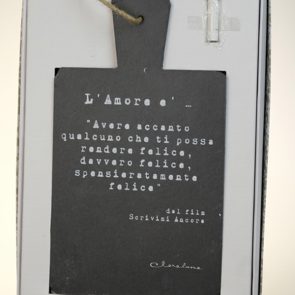 L'Amore e' ...
"Avere accanto
qualcuno che ti possa
rendere felice,
davvero felice,
spensieratamente
felice"
dal film
Scrivimi Ancora